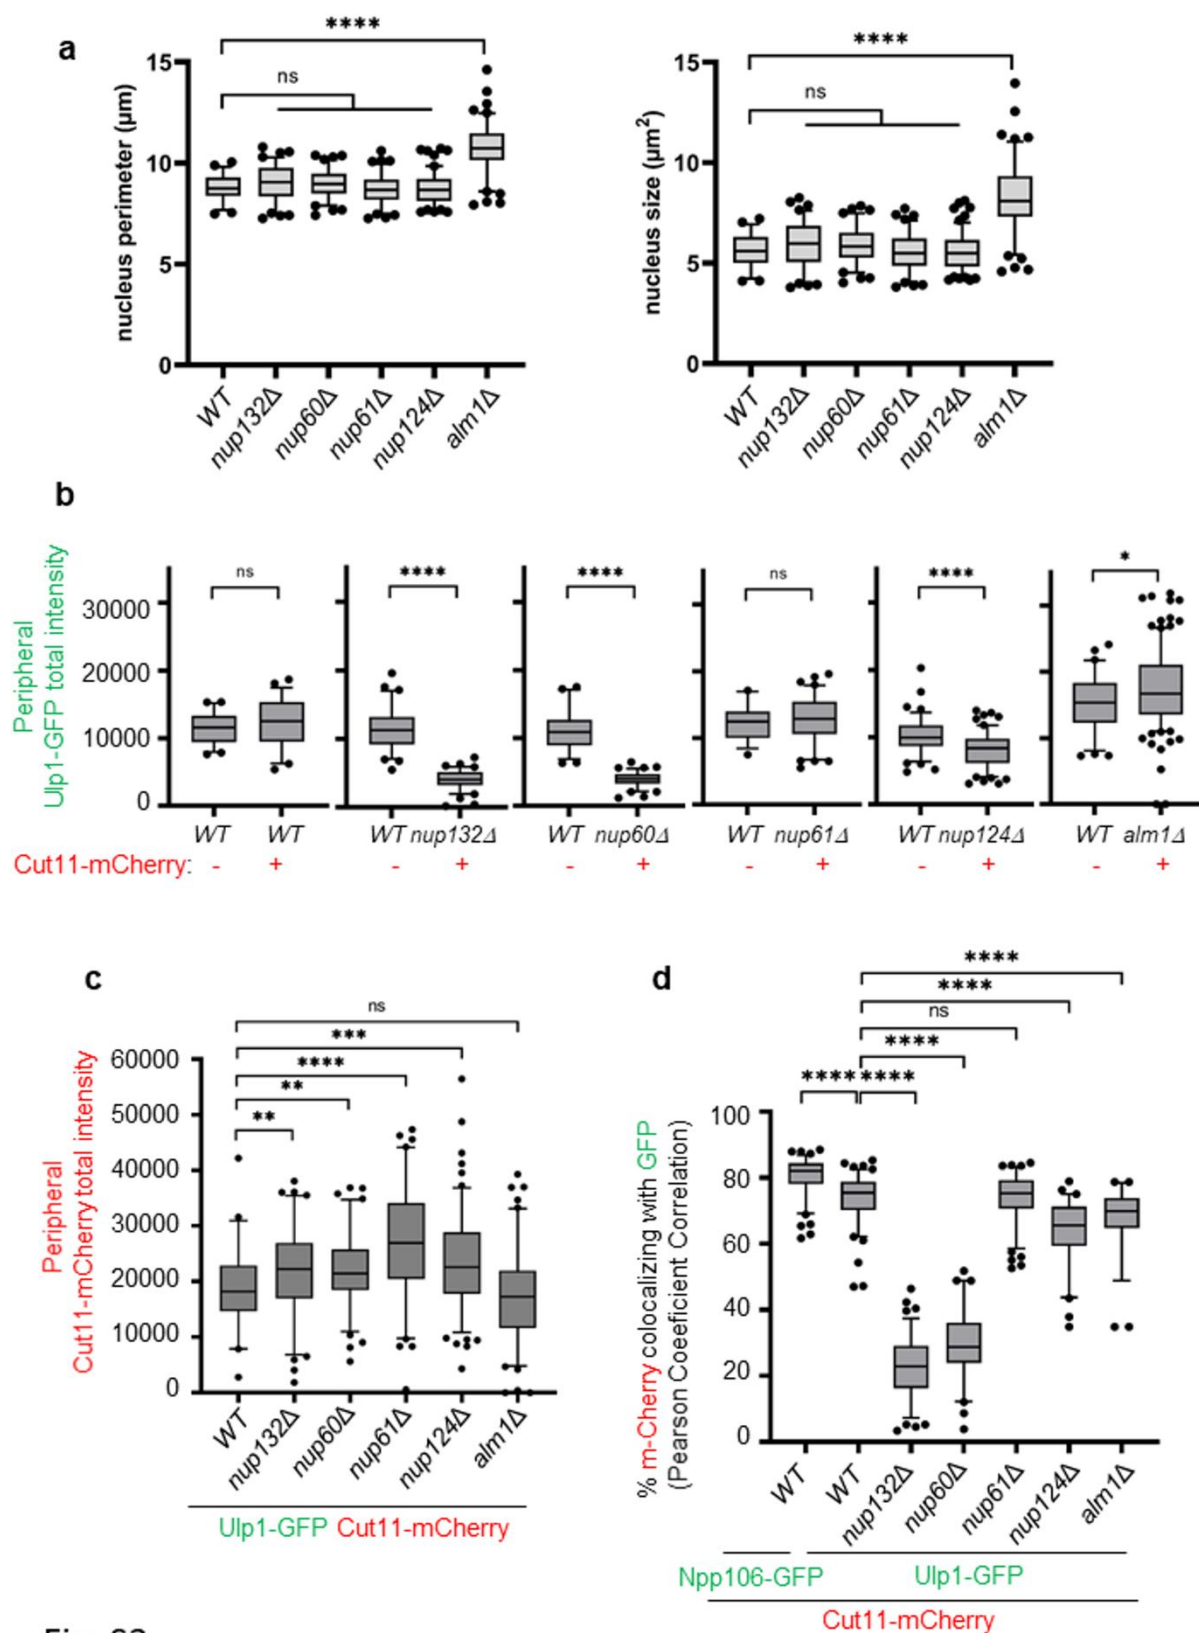 a
****
ns
15
10
5
0
nucleus perimeter (µm)
WT
nup132Δ
nup60Δ
nup61Δ
nup124Δ
alm1Δ
****
ns
15
10
5
0
nucleus size (µm²)
WT
nup132Δ
nup60Δ
nup61Δ
nup124Δ
alm1Δ
b
Peripheral
Ulp1-GFP total intensity
30000
20000
10000
0
ns
****
****
ns
****
*
WT WT WT nup132Δ WT nup60Δ WT nup61Δ WT nup124Δ WT alm1Δ
Cut11-mCherry: - + - + - + - + - + - +
c
Peripheral
Cut11-mCherry total intensity
60000
50000
40000
30000
20000
10000
0
ns
***
****
**
**
WT
nup132Δ
nup60Δ
nup61Δ
nup124Δ
alm1Δ
Ulp1-GFP Cut11-mCherry
d
% m-Cherry colocalizing with GFP
(Pearson Coeeficient Correlation)
100
80
60
40
20
0
****
****
ns
****
**** ****
WT
WT
nup132Δ
nup60Δ
nup61Δ
nup124Δ
alm1Δ
Npp106-GFP Ulp1-GFP
Cut11-mCherry